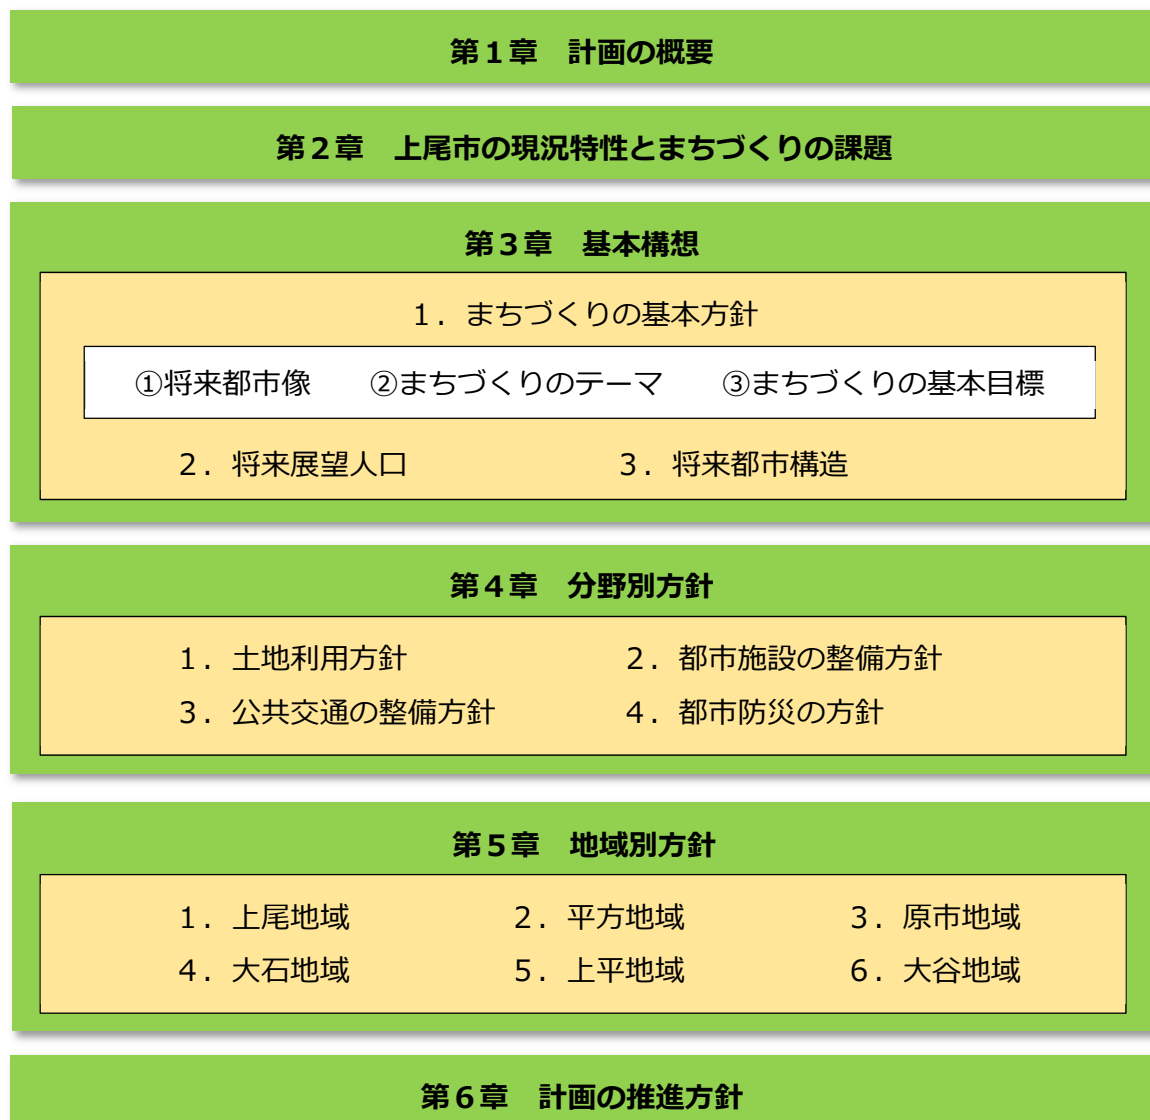 第１章　計画の概要
第２章　上尾市の現況特性とまちづくりの課題
第３章　基本構想
１．まちづくりの基本方針
①将来都市像　　②まちづくりのテーマ　　③まちづくりの基本目標
２．将来展望人口　　３．将来都市構造
第４章　分野別方針
１．土地利用方針　　２．都市施設の整備方針
３．公共交通の整備方針　　４．都市防災の方針
第５章　地域別方針
１．上尾地域　　２．平方地域　　３．原市地域
４．大石地域　　５．上平地域　　６．大谷地域
第６章　計画の推進方針